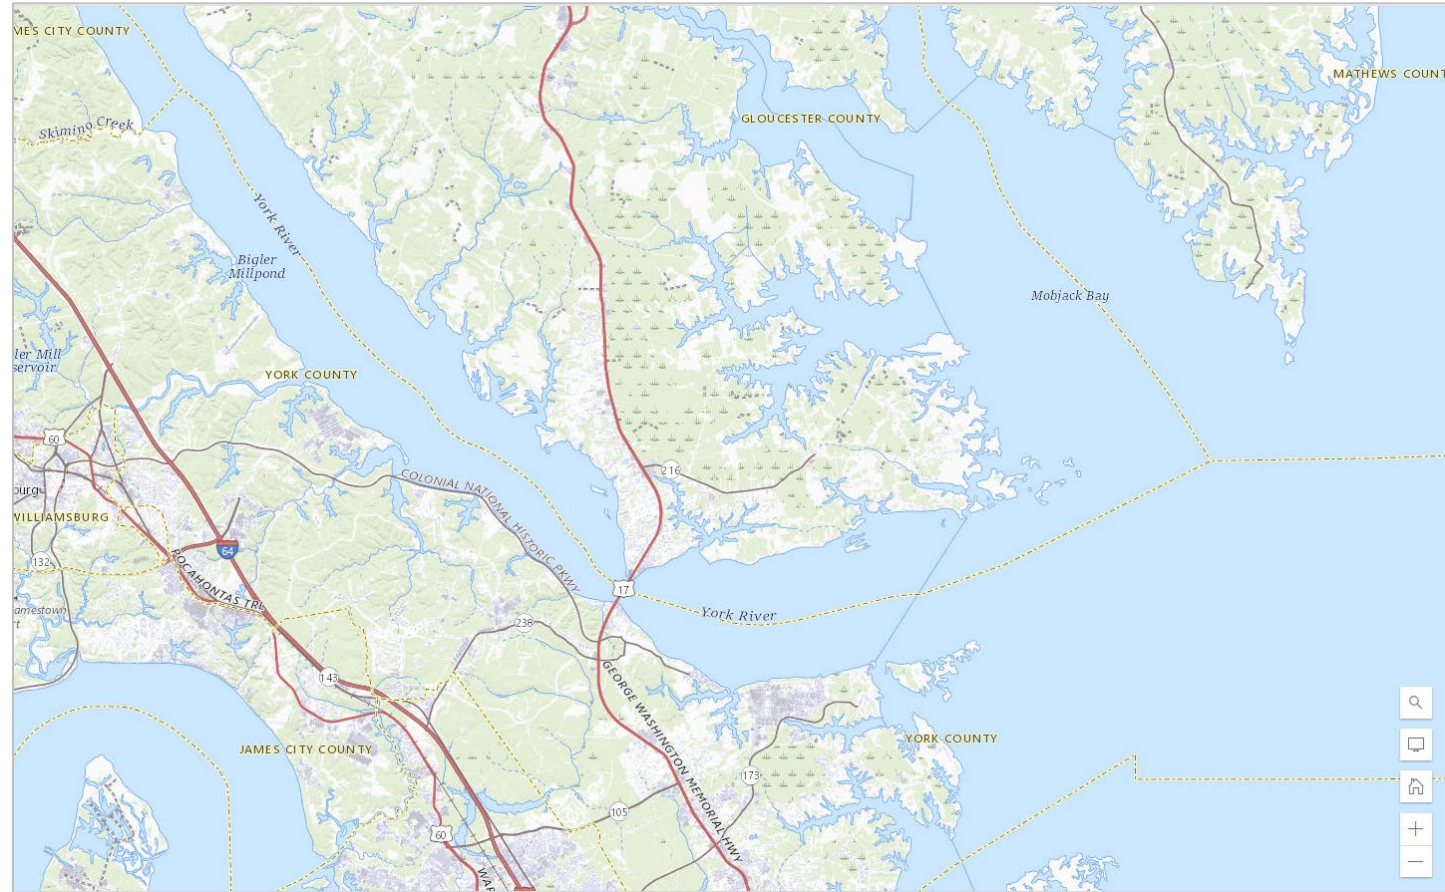 MES CITY COUNTY
MATHEWS COUNT
GLOUCESTER COUNTY
Skimino Creek
York River
Bigler
Millpond
Mobjack Bay
ler Mill
servoir
YORK COUNTY
60
216
COLONIAL NATIONAL HISTORIC PKWY
burg
WILLIAMSBURG
64
132
POCAHONTAS TRL
17
amestown
rt
York River
238
143
GEORGE WASHINGTON MEMORIAL HWY
YORK COUNTY
JAMES CITY COUNTY
173
105
60
WAR